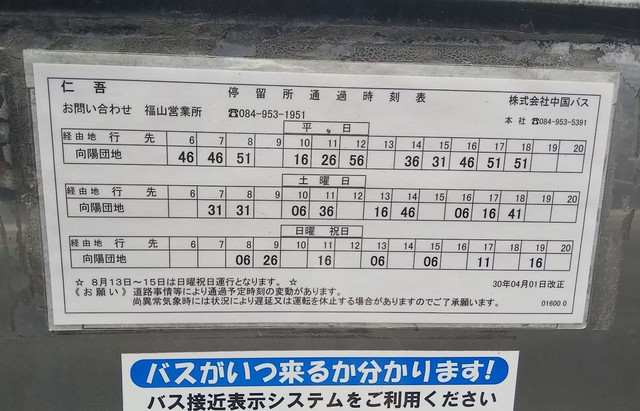 仁 吾 停 留 所 通 過 時 刻 表 株式会社中国バス
お問い合わせ 福山営業所 ☎084-953-1951 本 社 ☎084-953-5391
平 日
経由地 行 先 6 7 8 9 10 11 12 13 14 15 16 17 18 19 20
向陽団地 46 46 51 16 26 56 36 31 46 51 51
土 曜 日
経由地 行 先 6 7 8 9 10 11 12 13 14 15 16 17 18 19 20
向陽団地 31 31 06 36 16 46 06 16 41
日曜 祝日
経由地 行 先 6 7 8 9 10 11 12 13 14 15 16 17 18 19 20
向陽団地 06 26 16 06 06 11 16
☆ 8月13日～15日は日曜祝日運行となります。 ☆ 30年04月01日改正
《お願い》道路事情等により通過予定時刻の変動があります。
尚異常気象時には状況により遅延又は運転を休止する場合がありますのでご了承願います。 01600 0
バスがいつ来るか分かります!
バス接近表示システムをご利用ください